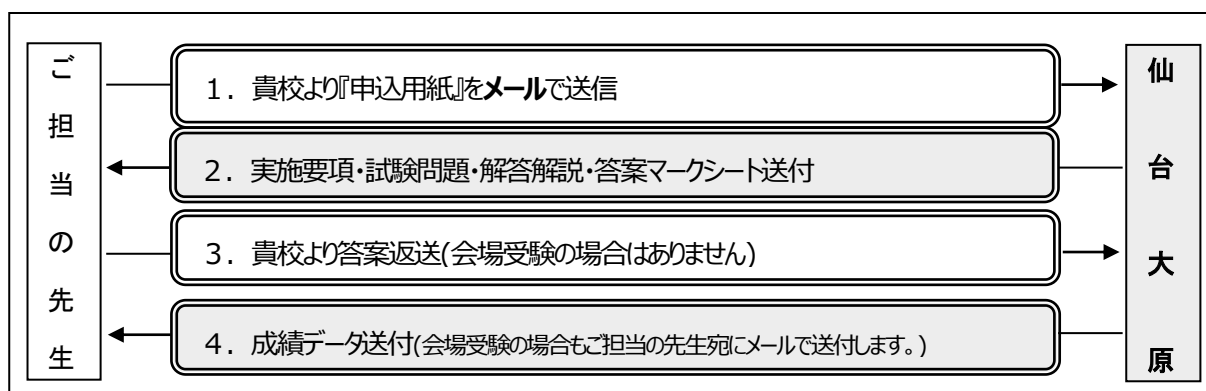 ご担当の先生
1. 貴校より『申込用紙』をメールで送信
2. 実施要項・試験問題・解答解説・答案マークシート送付
3. 貴校より答案返送(会場受験の場合はありません)
4. 成績データ送付(会場受験の場合もご担当の先生宛にメールで送付します。)
仙台大原